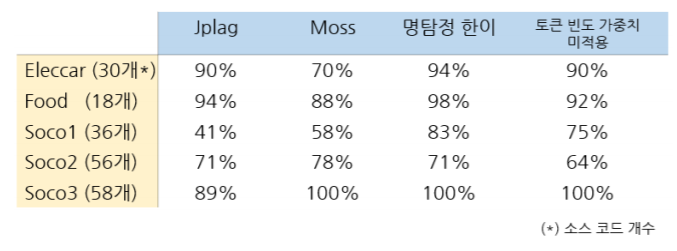 Jplag Moss 명탐정 한이 토큰 빈도 가중치
미적용
Eleccar (30개*) 90% 70% 94% 90%
Food (18개) 94% 88% 98% 92%
Soco1 (36개) 41% 58% 83% 75%
Soco2 (56개) 71% 78% 71% 64%
Soco3 (58개) 89% 100% 100% 100%
(*) 소스 코드 개수